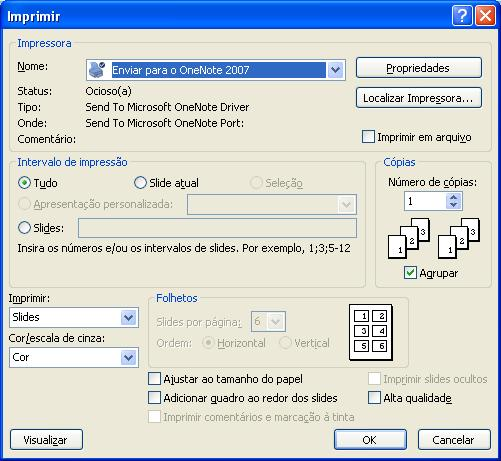 Imprimir
Impressora
Nome: Enviar para o OneNote 2007 Propriedades
Status: Ocioso(a)
Tipo: Send To Microsoft OneNote Driver Localizar Impressora...
Onde: Send To Microsoft OneNote Port:
Comentário: Imprimir em arquivo
Intervalo de impressão Cópias
Tudo Slide atual Seleção Número de cópias:
Apresentação personalizada: 1
Slides:
Insira os números e/ou os intervalos de slides. Por exemplo, 1;3;5-12
1 2 3 1 2 3
Agrupar
Imprimir: Folhetos
Slides Slides por página: 6 1 2
Cor/escala de cinza: 3 4
Cor Ordem: Horizontal Vertical 5 6
Ajustar ao tamanho do papel Imprimir slides ocultos
Adicionar quadro ao redor dos slides Alta qualidade
Imprimir comentários e marcação à tinta
Visualizar OK Cancelar